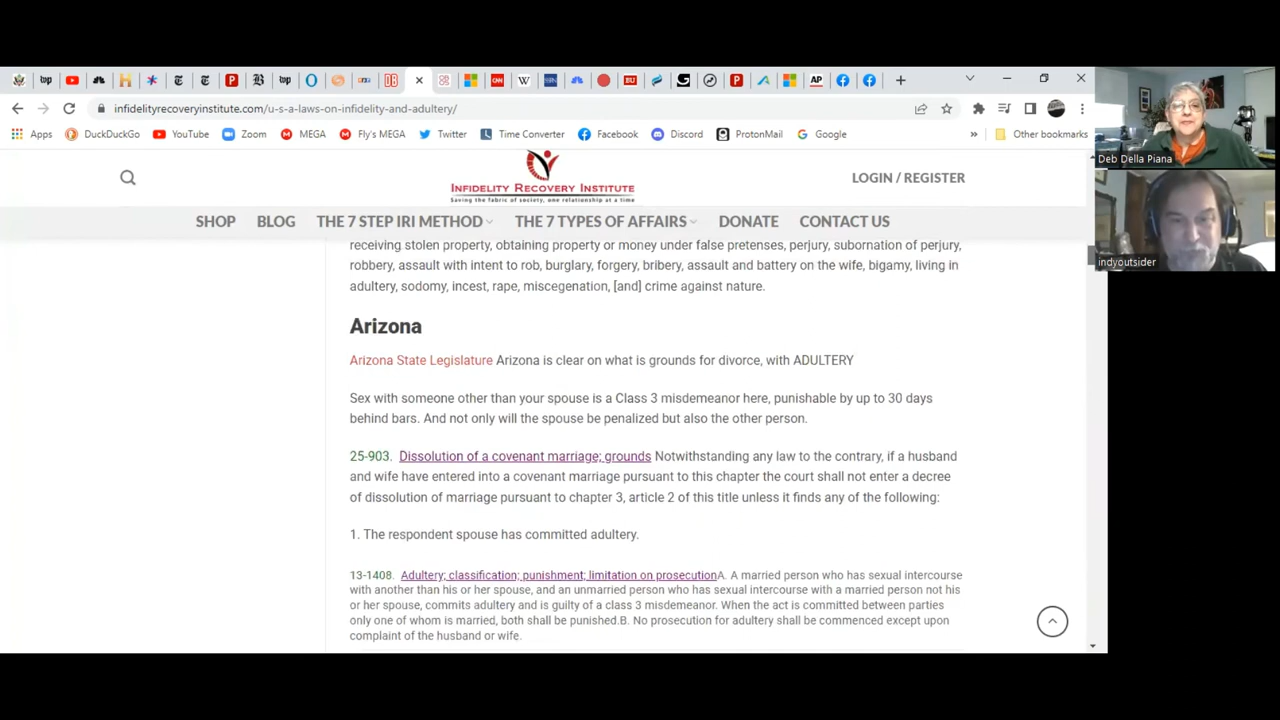 infidelityrecoveryinstitute.com/u-s-a-laws-on-infidelity-and-adultery/
Apps DuckDuckGo YouTube Zoom MEGA Fly's MEGA Twitter Time Converter Facebook Discord ProtonMail Google » Other bookmarks
Deb Della Piana
indyoutsider
INFIDELITY RECOVERY INSTITUTE
Saving the fabric of society, one relationship at a time
LOGIN / REGISTER
SHOP BLOG THE 7 STEP IRI METHOD THE 7 TYPES OF AFFAIRS DONATE CONTACT US
receiving stolen property, obtaining property or money under false pretenses, perjury, subornation of perjury,
robbery, assault with intent to rob, burglary, forgery, bribery, assault and battery on the wife, bigamy, living in
adultery, sodomy, incest, rape, miscegenation, [and] crime against nature.
Arizona
Arizona State Legislature Arizona is clear on what is grounds for divorce, with ADULTERY
Sex with someone other than your spouse is a Class 3 misdemeanor here, punishable by up to 30 days
behind bars. And not only will the spouse be penalized but also the other person.
25-903. Dissolution of a covenant marriage; grounds Notwithstanding any law to the contrary, if a husband
and wife have entered into a covenant marriage pursuant to this chapter the court shall not enter a decree
of dissolution of marriage pursuant to chapter 3, article 2 of this title unless it finds any of the following:
1. The respondent spouse has committed adultery.
13-1408. Adultery; classification; punishment; limitation on prosecutionA. A married person who has sexual intercourse
with another than his or her spouse, and an unmarried person who has sexual intercourse with a married person not his
or her spouse, commits adultery and is guilty of a class 3 misdemeanor. When the act is committed between parties
only one of whom is married, both shall be punished.B. No prosecution for adultery shall be commenced except upon
complaint of the husband or wife.